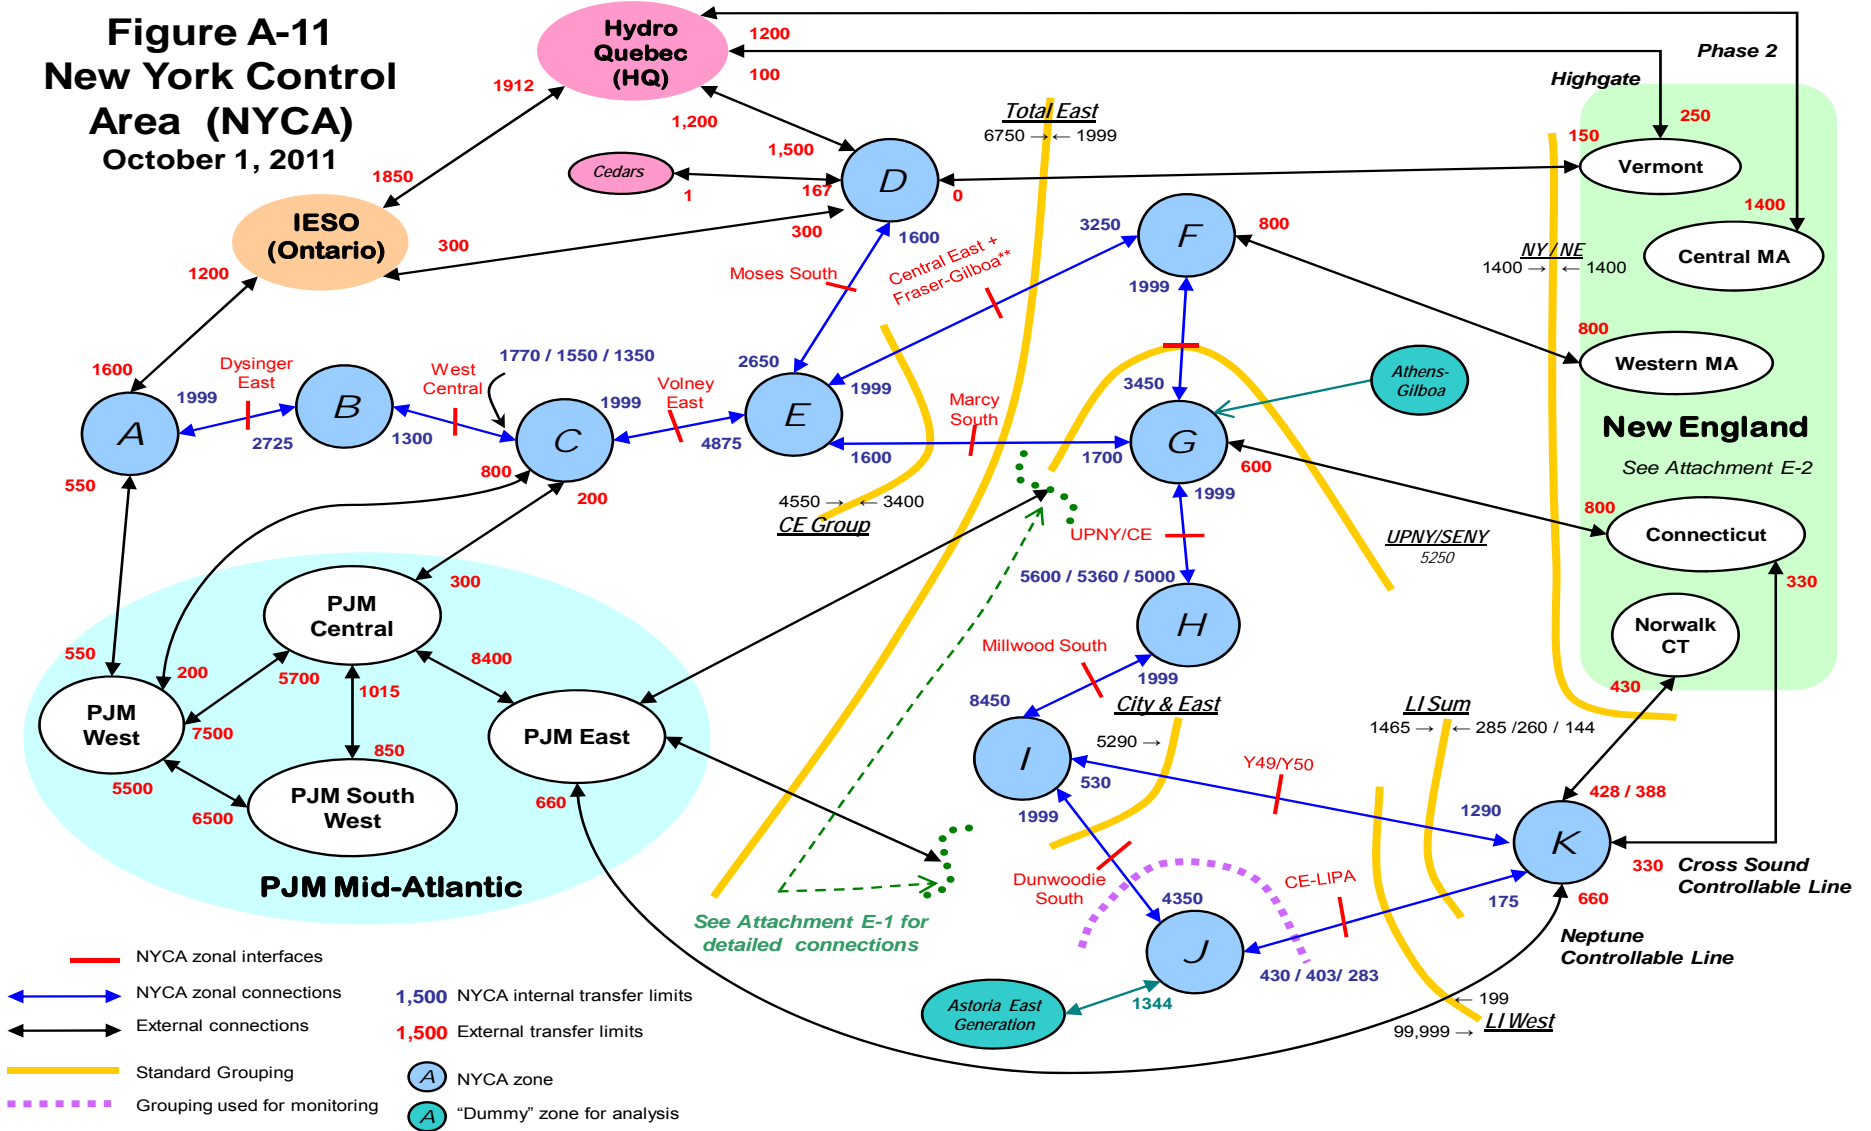 Figure A-11
New York Control
Area (NYCA)
October 1, 2011
Hydro
Quebec
(HQ)
1200
100
Phase 2
Highgate
1912
1,200
1,500
Total East
6750 → ← 1999
250
150
Vermont
Cedars
1
167
D
0
1850
IESO
(Ontario)
300
300
1600
3250
F
800
1400
Central MA
NY / NE
1400 → ← 1400
1200
Moses South
Central East +
Fraser-Gilboa**
1999
800
Western MA
1600
Dysinger
East
1999
A
2725
B
West
Central
1300
1770 / 1550 / 1350
C
1999
Volney
East
4875
2650
E
1999
1600
Marcy
South
3450
G
1700
Athens-
Gilboa
New England
See Attachment E-2
600
1999
550
800
200
4550 → ← 3400
CE Group
UPNY/CE
UPNY/SENY
5250
800
Connecticut
330
5600 / 5360 / 5000
H
PJM
Central
300
Norwalk
CT
430
Millwood South
1999
550
200
5700
1015
8400
8450
City & East
5290 →
LI Sum
1465 → ← 285 /260 / 144
PJM
West
7500
PJM East
I
530
Y49/Y50
850
5500
6500
PJM South
West
660
1999
1290
428 / 388
K
330
Cross Sound
Controllable Line
PJM Mid-Atlantic
Dunwoodie
South
4350
CE-LIPA
175
660
See Attachment E-1 for
detailed connections
J
430 / 403/ 283
Neptune
Controllable Line
1344
Astoria East
Generation
← 199
99,999 →
LI West
NYCA zonal interfaces
NYCA zonal connections
External connections
Standard Grouping
Grouping used for monitoring
1,500 NYCA internal transfer limits
1,500 External transfer limits
A NYCA zone
A "Dummy" zone for analysis